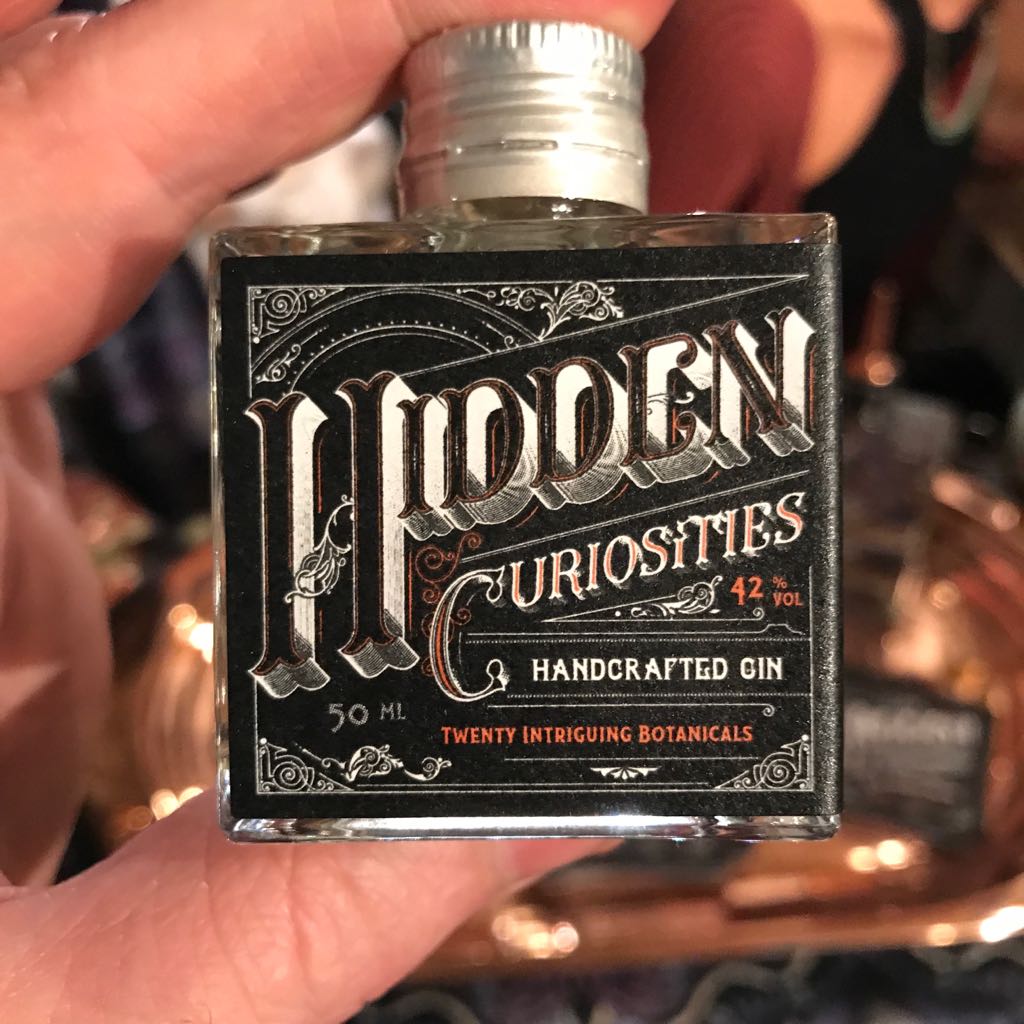 HIDDEN
CURIOSITIES
42 % VOL
HANDCRAFTED GIN
50 ML
TWENTY INTRIGUING BOTANICALS